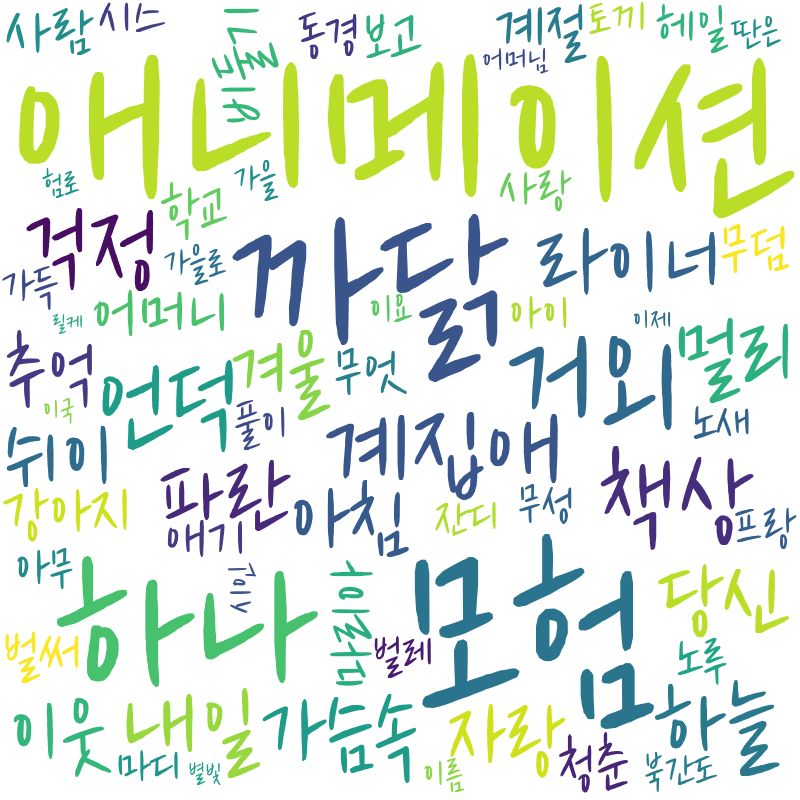 사람 시스 그러나 동경 보고 계절 토끼 헤일 딴은
어머님
애니메이션
험로 가을 사랑
걱정 학교 까닭 라이너 무덤
가을로
가득 어머니 이요 아이 이제
릴케
추억 언덕 겨울 무엇 거외 멀리
이국 풀이 노새
쉬이 계집애
강아지 파란 아침 잔디 무성 책상 프랑
애기
아무 하나 모험 당신
벌써 벌레 노루
이웃 내일 가슴속 자랑 하늘
마디 별빛 이름 청춘 북간도